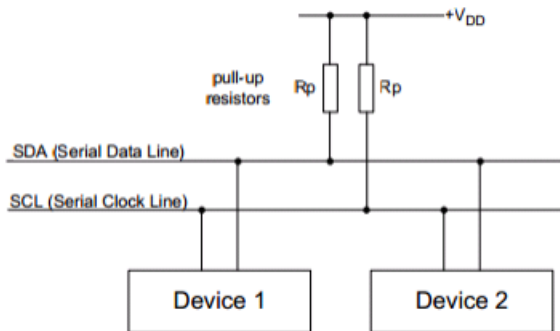 +VDD
pull-up
resistors
Rp
Rp
SDA (Serial Data Line)
SCL (Serial Clock Line)
Device 1
Device 2